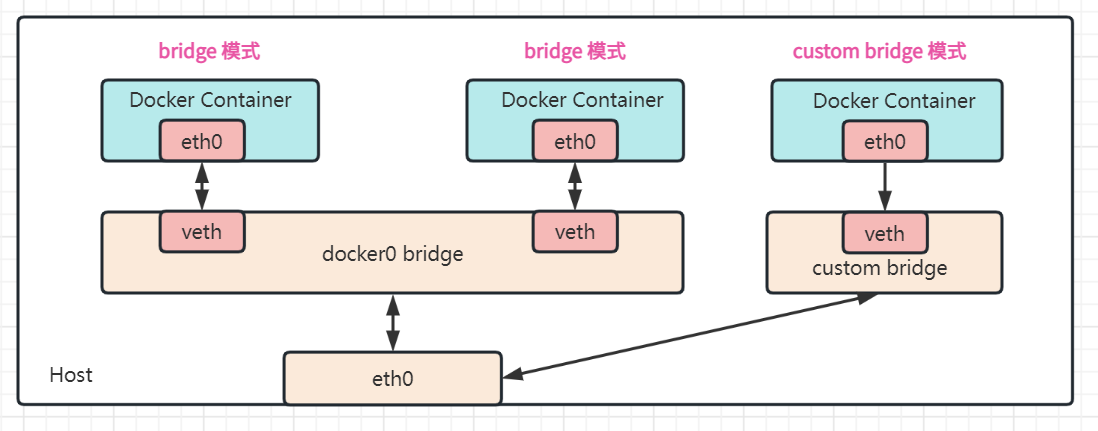 bridge 模式
bridge 模式
custom bridge 模式
Docker Container
Docker Container
Docker Container
eth0
eth0
eth0
veth
veth
veth
docker0 bridge
custom bridge
Host
eth0